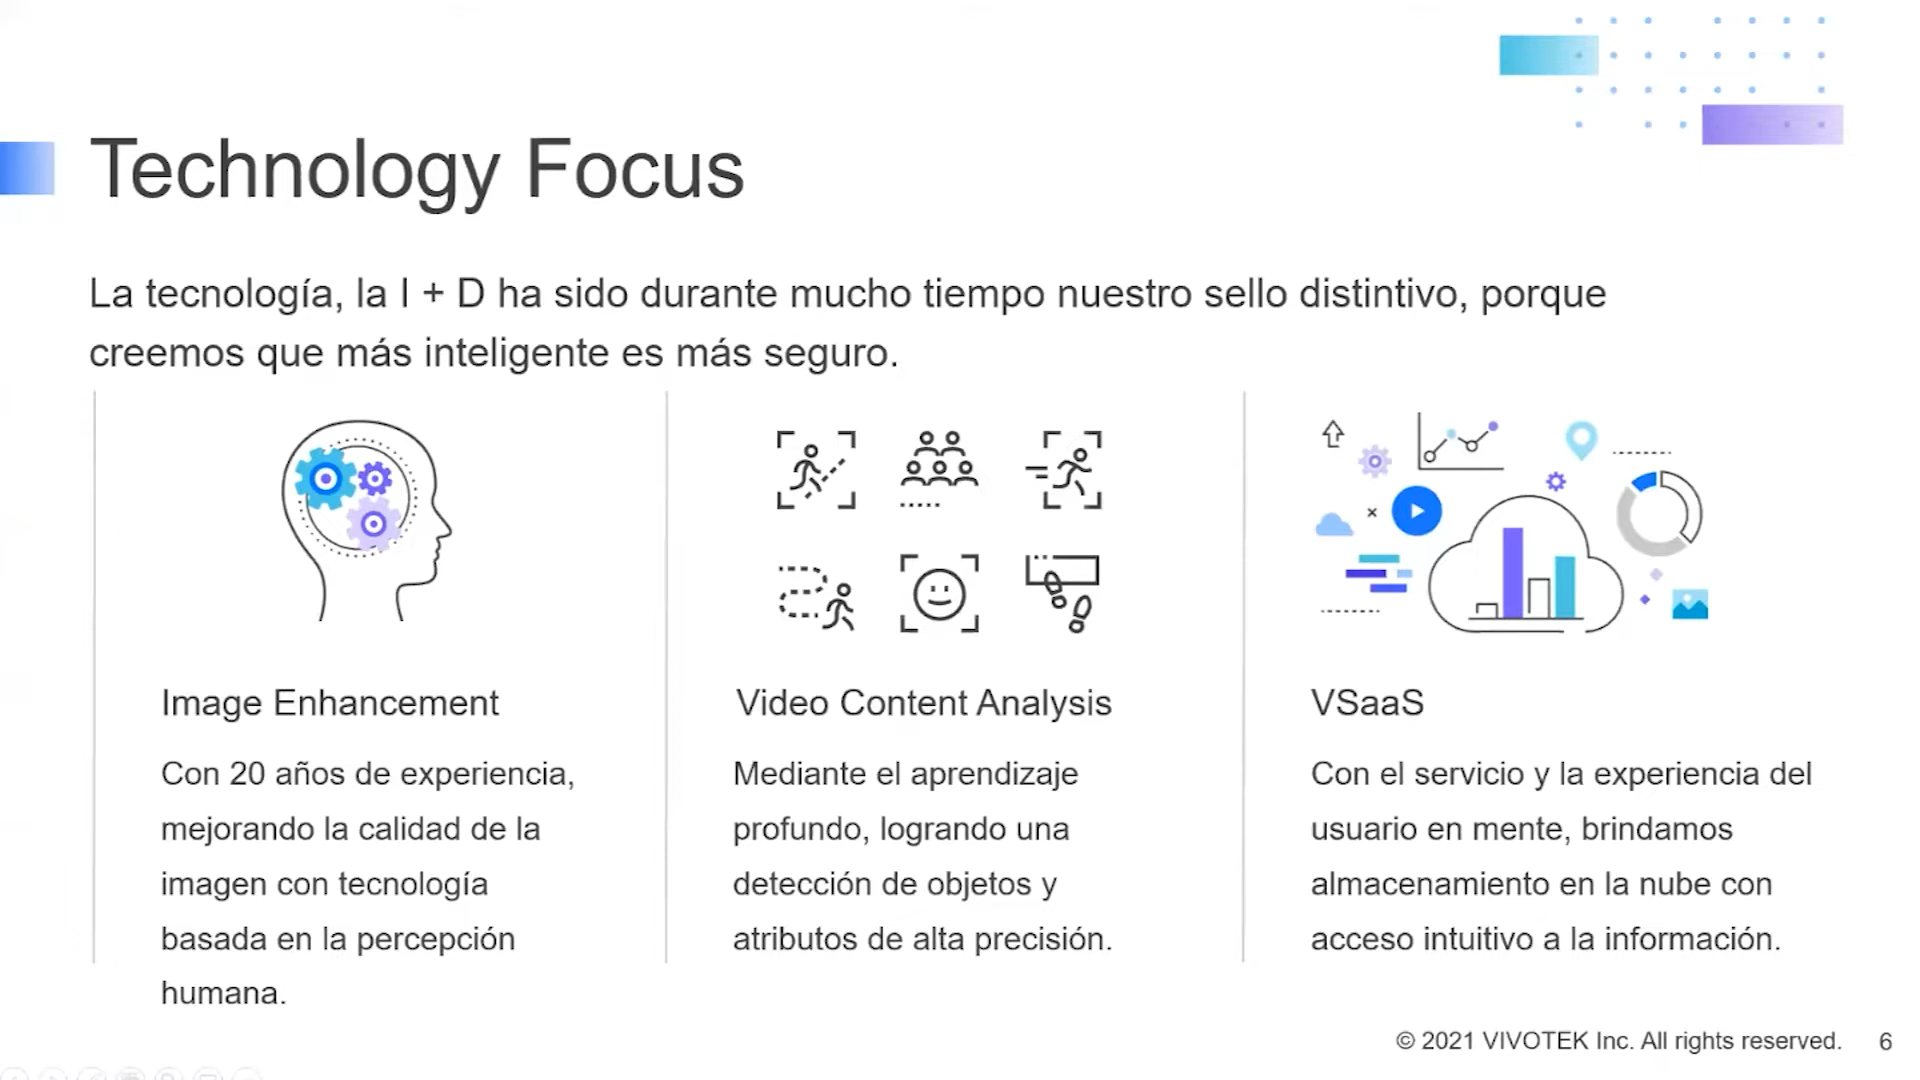 Technology Focus
La tecnología, la I + D ha sido durante mucho tiempo nuestro sello distintivo, porque
creemos que más inteligente es más seguro.
Image Enhancement
Con 20 años de experiencia,
mejorando la calidad de la
imagen con tecnología
basada en la percepción
humana.
Video Content Analysis
Mediante el aprendizaje
profundo, logrando una
detección de objetos y
atributos de alta precisión.
VSaaS
Con el servicio y la experiencia del
usuario en mente, brindamos
almacenamiento en la nube con
acceso intuitivo a la información.
© 2021 VIVOTEK Inc. All rights reserved. 6